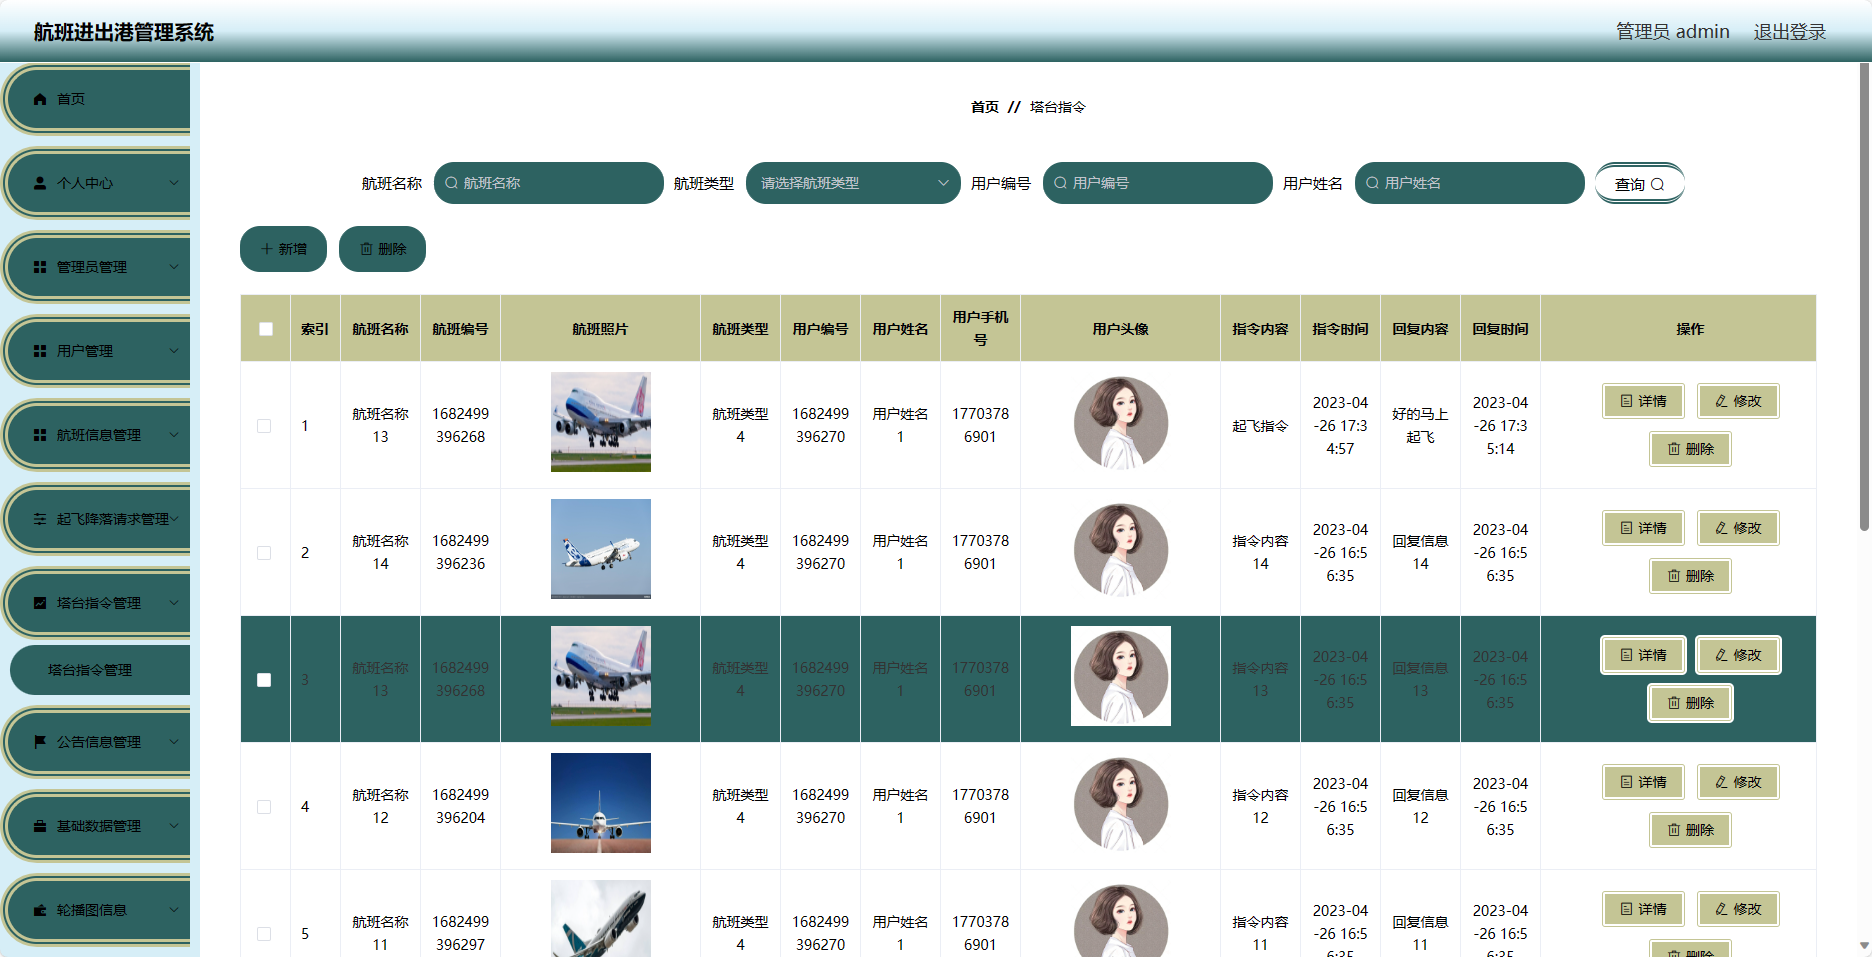 航班进出港管理系统
管理员 admin
退出登录
首页
个人中心
管理员管理
用户管理
航班信息管理
起飞降落请求管理
塔台指令管理
塔台指令管理
公告信息管理
基础数据管理
轮播图信息
首页 // 塔台指令
航班名称 航班名称 航班类型 请选择航班类型 用户编号 用户编号 用户姓名 用户姓名 查询
新增 删除
索引 航班名称 航班编号 航班照片 航班类型 用户编号 用户姓名 用户手机号 用户头像 指令内容 指令时间 回复内容 回复时间 操作
1 航班名称13 1682499396268 航班类型4 1682499396270 用户姓名1 17703786901 起飞指令 2023-04-26 17:34:57 好的马上起飞 2023-04-26 17:35:14 详情 修改 删除
2 航班名称14 1682499396236 航班类型4 1682499396270 用户姓名1 17703786901 指令内容14 2023-04-26 16:56:35 回复信息14 2023-04-26 16:56:35 详情 修改 删除
3 航班名称13 1682499396268 航班类型4 1682499396270 用户姓名1 17703786901 指令内容13 2023-04-26 16:56:35 回复信息13 2023-04-26 16:56:35 详情 修改 删除
4 航班名称12 1682499396204 航班类型4 1682499396270 用户姓名1 17703786901 指令内容12 2023-04-26 16:56:35 回复信息12 2023-04-26 16:56:35 详情 修改 删除
5 航班名称11 1682499396297 航班类型4 1682499396270 用户姓名1 17703786901 指令内容11 2023-04-26 16:56:35 回复信息11 2023-04-26 16:56:35 详情 修改 删除